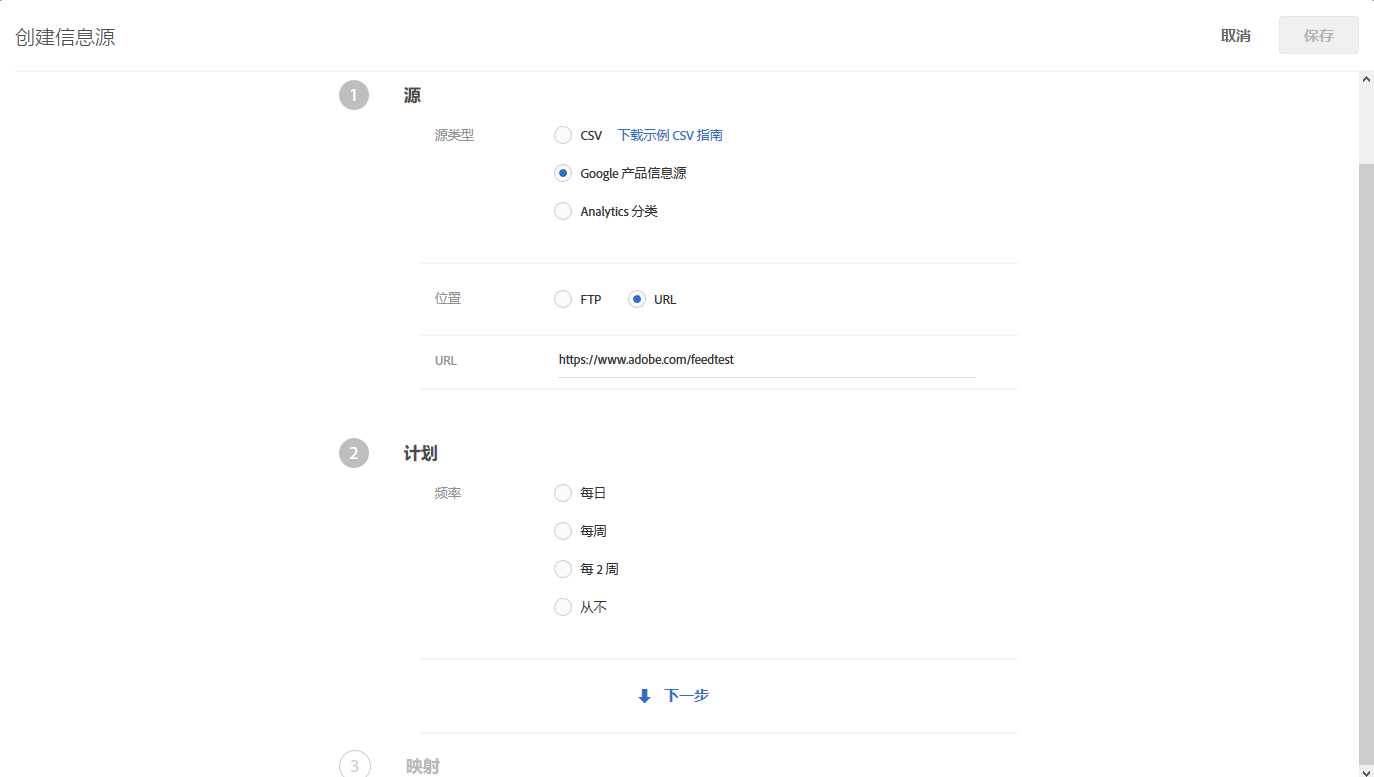 创建信息源
取消
保存
1
源
源类型
CSV 下载示例 CSV 指南
Google 产品信息源
Analytics 分类
位置
FTP
URL
URL
https://www.adobe.com/feedtest
2
计划
频率
每日
每周
每 2 周
从不
下一步
3
映射